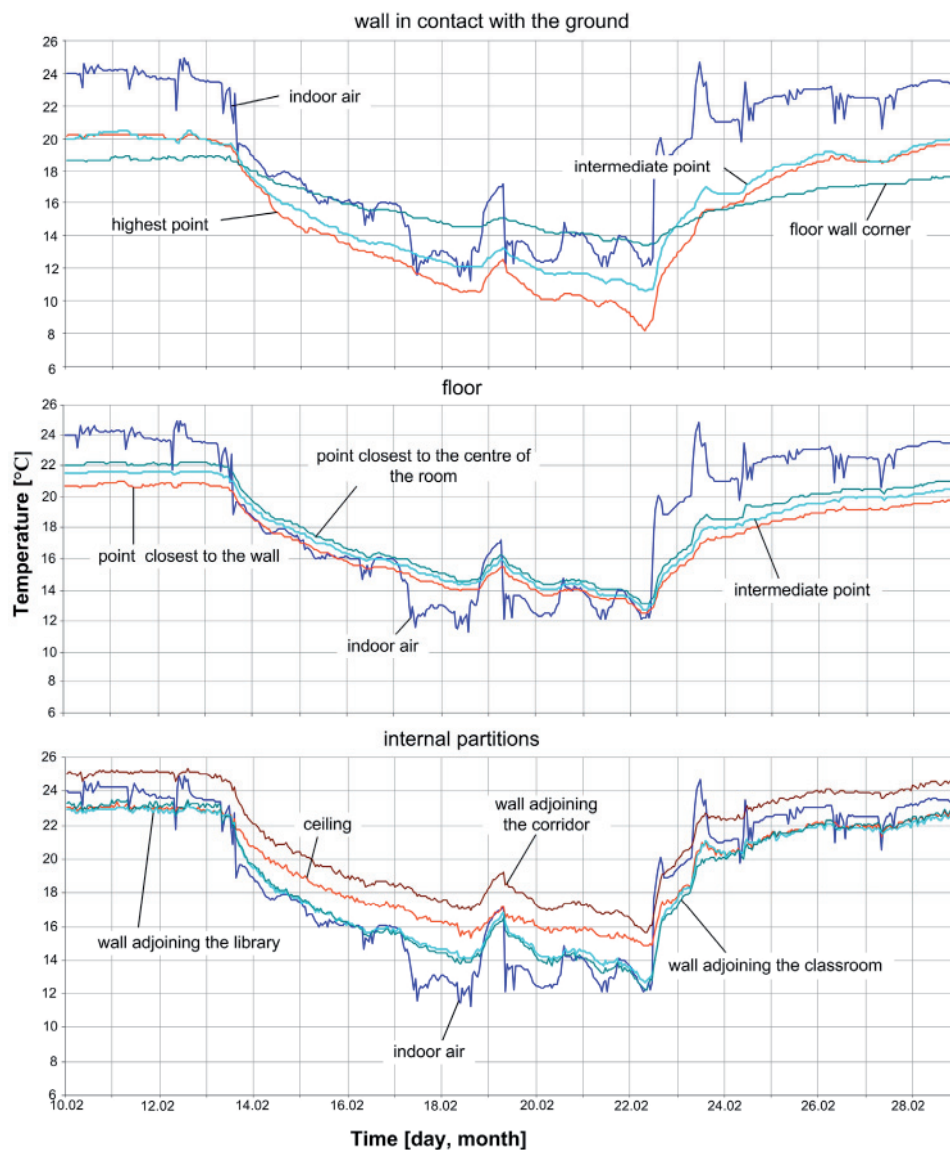 wall in contact with the ground
26
24
22
20
18
16
14
12
10
8
6
indoor air
highest point
intermediate point
floor wall corner
floor
26
24
22
20
18
16
14
12
10
8
6
point closest to the centre of
the room
point closest to the wall
indoor air
intermediate point
Temperature [°C]
internal partitions
26
24
22
20
18
16
14
12
10
8
6
ceiling
wall adjoining
the corridor
wall adjoining the library
wall adjoining the classroom
indoor air
10.02 12.02 14.02 16.02 18.02 20.02 22.02 24.02 26.02 28.02
Time [day, month]